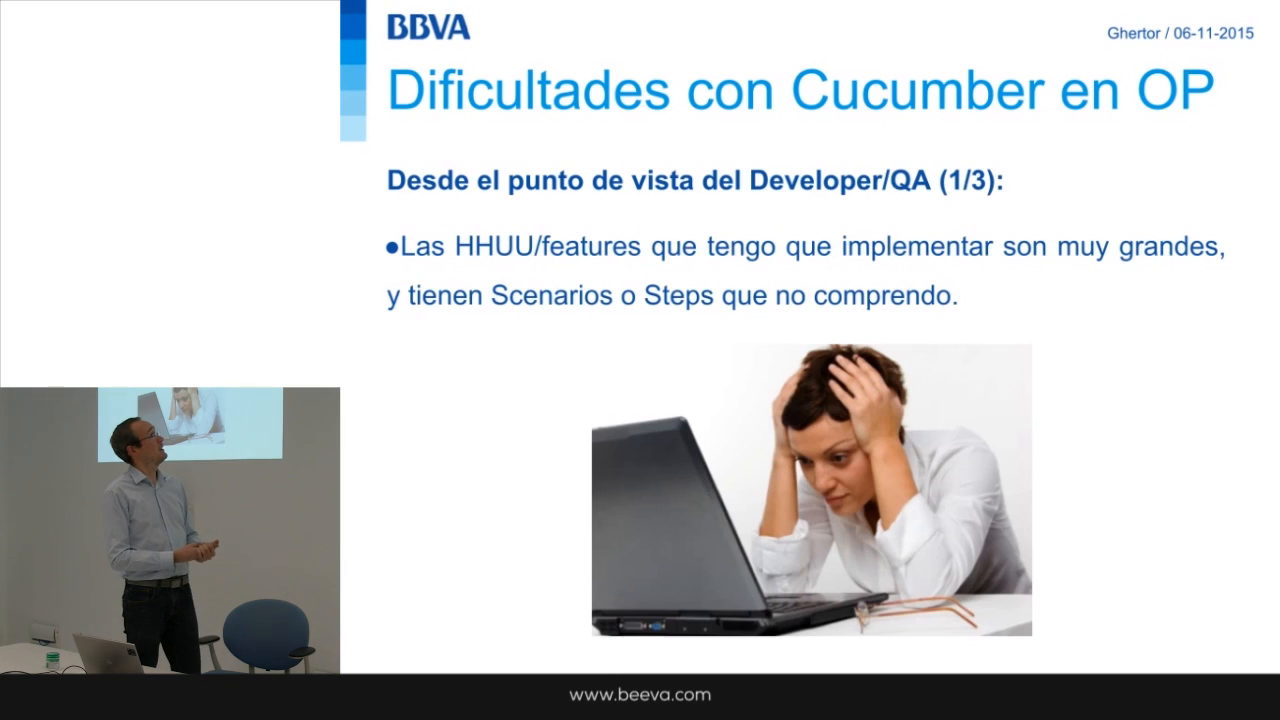 BBVA
Ghertor / 06-11-2015
Dificultades con Cucumber en OP
Desde el punto de vista del Developer/QA (1/3):
●Las HHUU/features que tengo que implementar son muy grandes,
y tienen Scenarios o Steps que no comprendo.
www.beeva.com